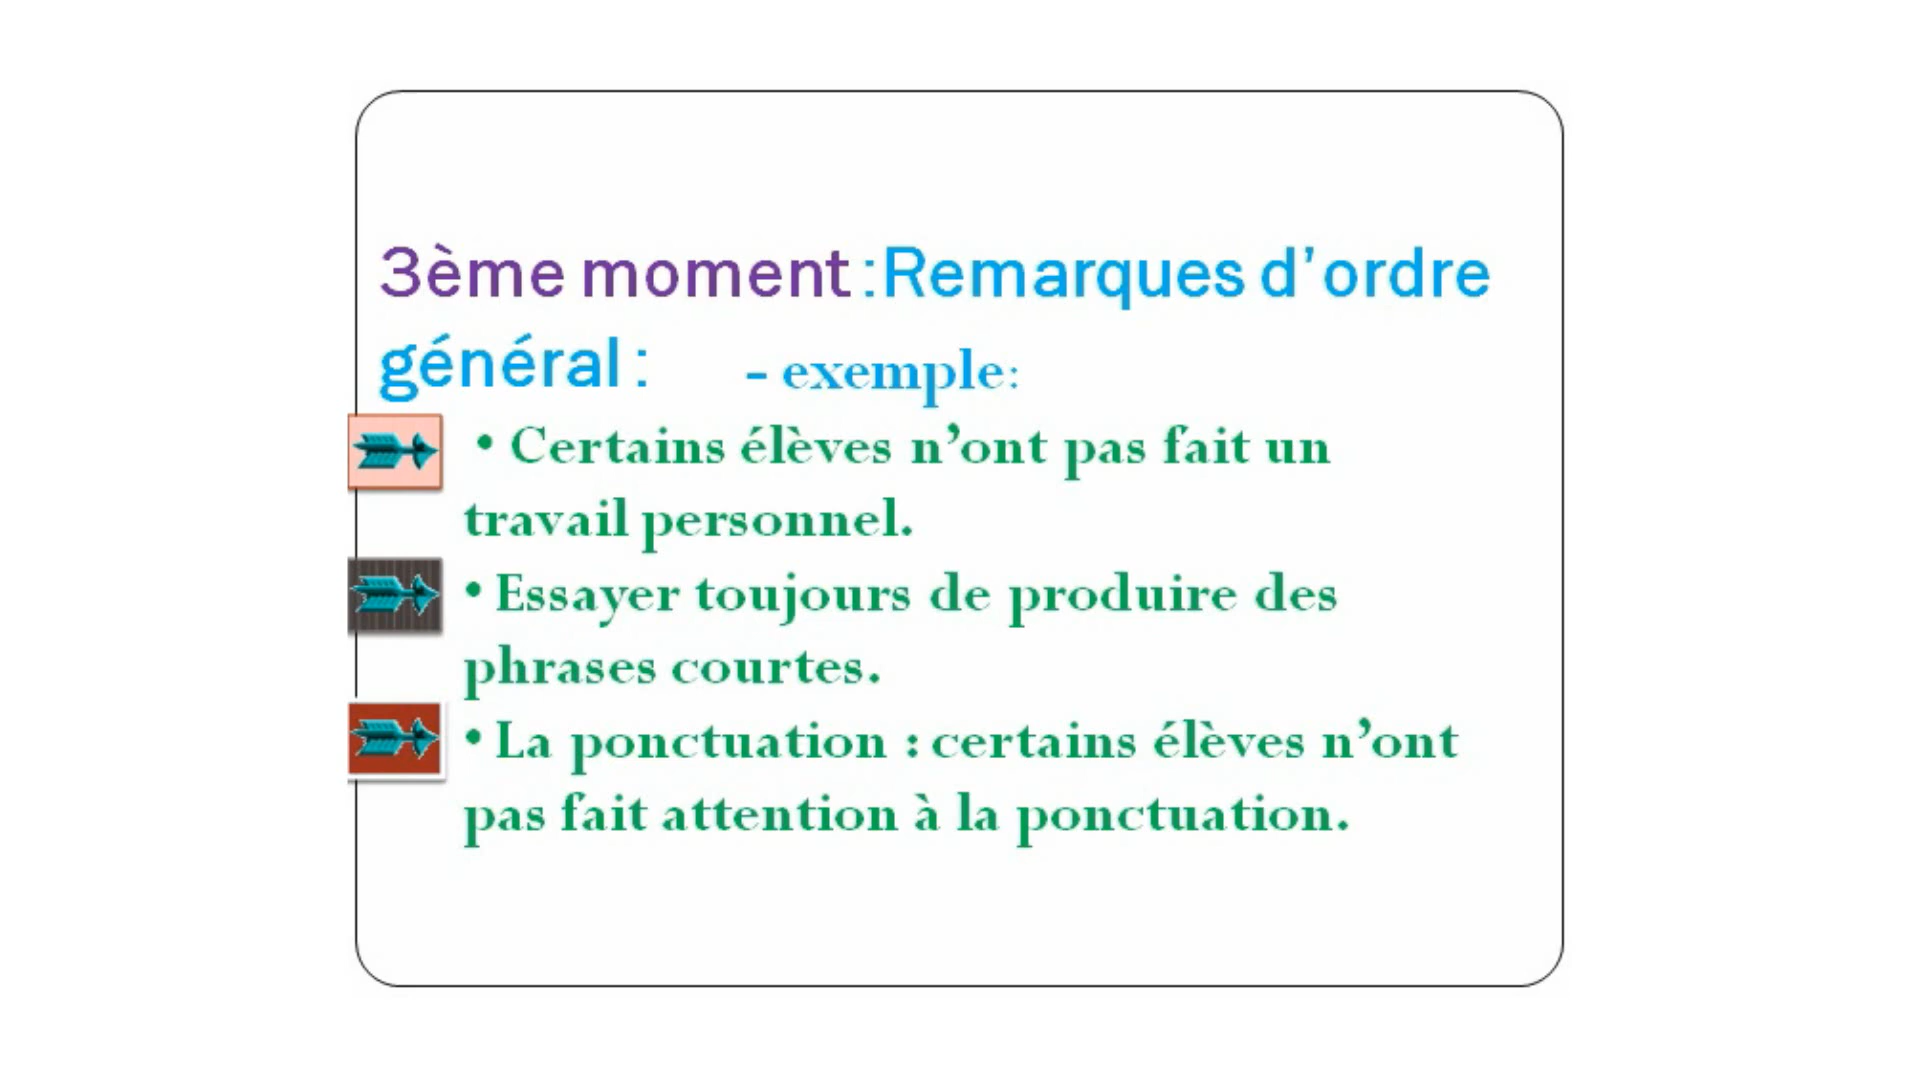 3ème moment :Remarques d’ordre
général : - exemple:
• Certains élèves n’ont pas fait un
travail personnel.
• Essayer toujours de produire des
phrases courtes.
• La ponctuation : certains élèves n’ont
pas fait attention à la ponctuation.